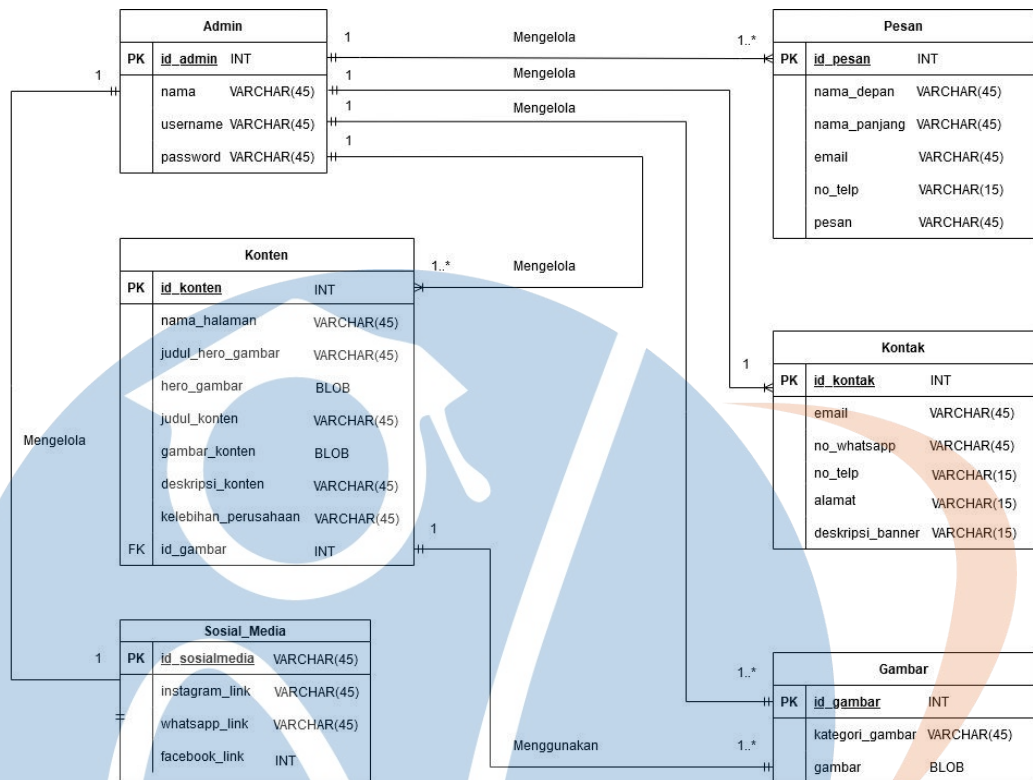 Admin
PK id_admin INT
nama VARCHAR(45)
username VARCHAR(45)
password VARCHAR(45)
1 Mengelola 1..*
1 Mengelola
1 Mengelola
1
1
Pesan
PK id_pesan INT
nama_depan VARCHAR(45)
nama_panjang VARCHAR(45)
email VARCHAR(45)
no_telp VARCHAR(15)
pesan VARCHAR(45)
Konten
PK id_konten INT
nama_halaman VARCHAR(45)
judul_hero_gambar VARCHAR(45)
hero_gambar BLOB
judul_konten VARCHAR(45)
gambar_konten BLOB
deskripsi_konten VARCHAR(45)
kelebihan_perusahaan VARCHAR(45)
FK id_gambar INT
1..* Mengelola
1
Kontak
PK id_kontak INT
email VARCHAR(45)
no_whatsapp VARCHAR(45)
no_telp VARCHAR(15)
alamat VARCHAR(15)
deskripsi_banner VARCHAR(15)
Mengelola
1
1
Sosial_Media
PK id_sosialmedia VARCHAR(45)
instagram_link VARCHAR(45)
whatsapp_link VARCHAR(45)
facebook_link INT
1..*
Menggunakan 1..*
Gambar
PK id_gambar INT
kategori_gambar VARCHAR(45)
gambar BLOB